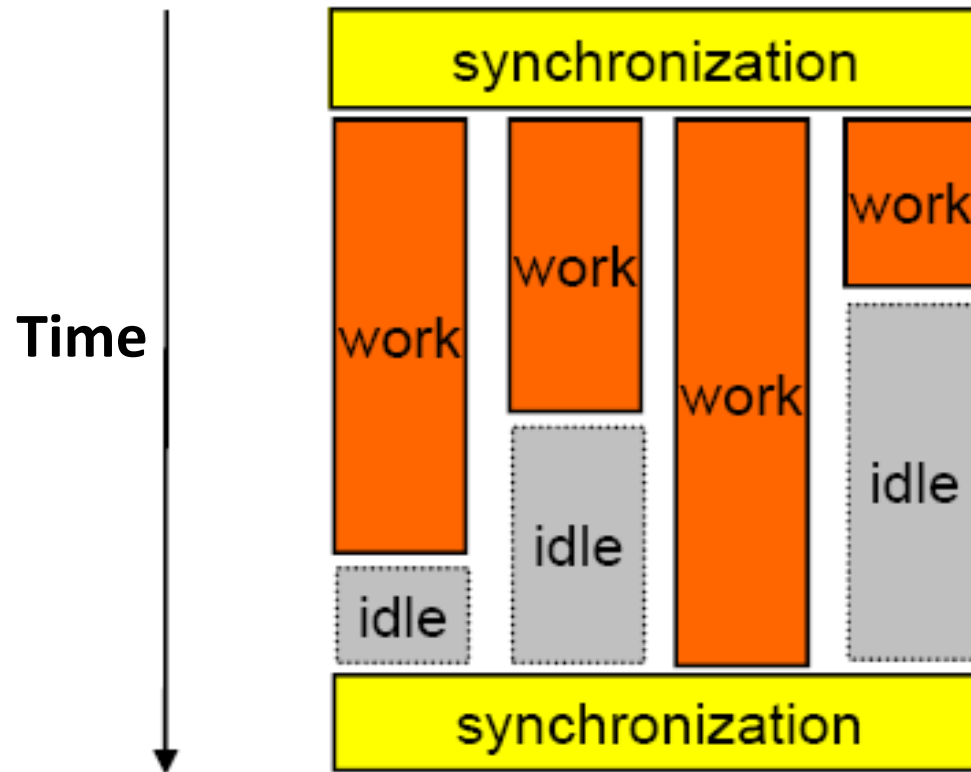 synchronization
work
work
Time
work
work
idle
idle
idle
synchronization